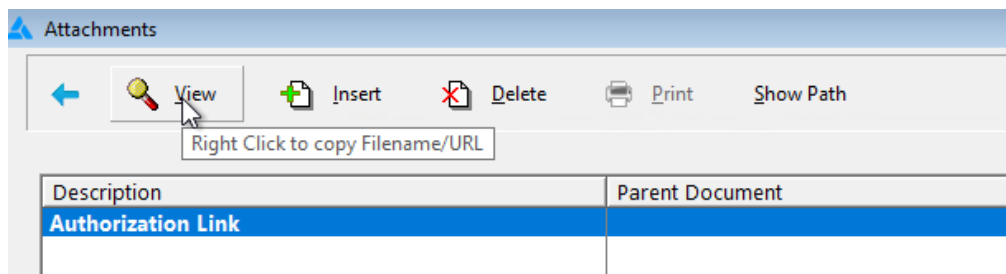 Attachments
View Insert Delete Print Show Path
Right Click to copy Filename/URL
Description Parent Document
Authorization Link